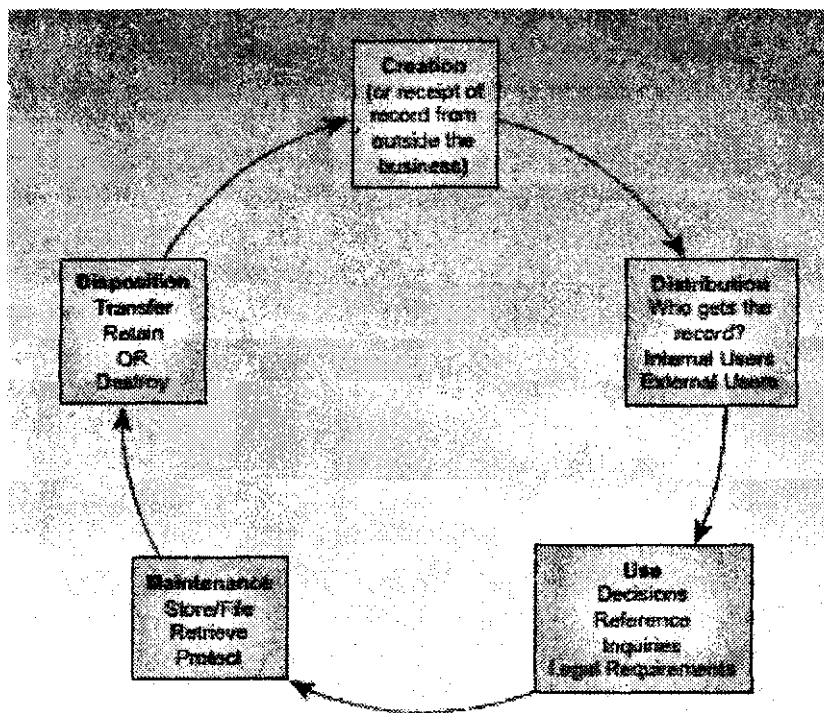 Creation
(or receipt of
record from
outside the
business)
Distribution
Who gets the
record?
Internal Users
External Users
Use
Decisions
Reference
Inquiries
Legal Requirements
Maintenance
Store/File
Retrieve
Protect
Disposition
Transfer
Retain
OR
Destroy